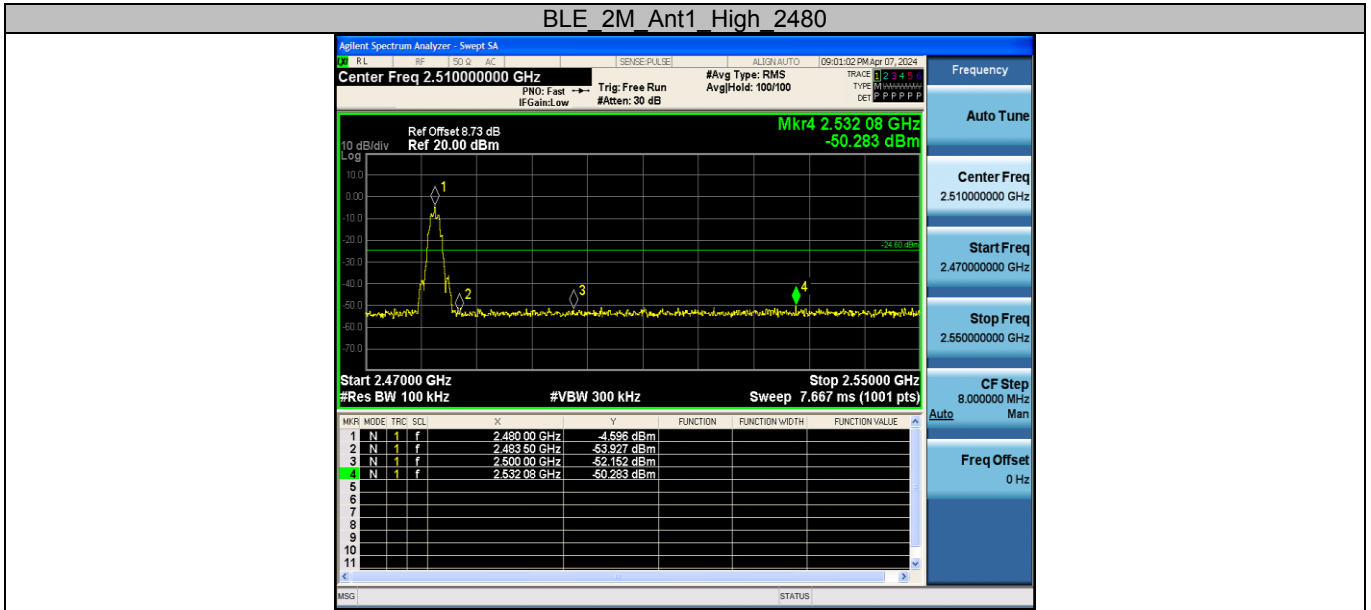 BLE_2M_Ant1_High_2480
Agilent Spectrum Analyzer - Swept SA
RL RF 50 Ω AC SENSE:PULSE ALIGNAUTO 09:01:02 PM Apr 07, 2024
Center Freq 2.510000000 GHz
PNO: Fast
IFGain:Low
Trig: Free Run
#Atten: 30 dB
#Avg Type: RMS
Avg|Hold: 100/100
TRACE 1 2 3 4 5 6
TYPE M
DET P P P P P P
Frequency
Auto Tune
Center Freq
2.510000000 GHz
Start Freq
2.470000000 GHz
Stop Freq
2.550000000 GHz
CF Step
8.000000 MHz
Auto Man
Freq Offset
0 Hz
Mkr4 2.532 08 GHz
-50.283 dBm
Ref Offset 8.73 dB
10 dB/div Ref 20.00 dBm
Log
10.0
0.00
-10.0
-20.0
-30.0
-40.0
-50.0
-60.0
-70.0
-24.60 dBm
1
2
3
4
Start 2.47000 GHz Stop 2.55000 GHz
#Res BW 100 kHz #VBW 300 kHz Sweep 7.667 ms (1001 pts)
MKR MODE TRC SCL X Y FUNCTION FUNCTION WIDTH FUNCTION VALUE
1 N 1 f 2.480 00 GHz -4.596 dBm
2 N 1 f 2.483 50 GHz -53.927 dBm
3 N 1 f 2.500 00 GHz -52.152 dBm
4 N 1 f 2.532 08 GHz -50.283 dBm
5
6
7
8
9
10
11
MSG STATUS